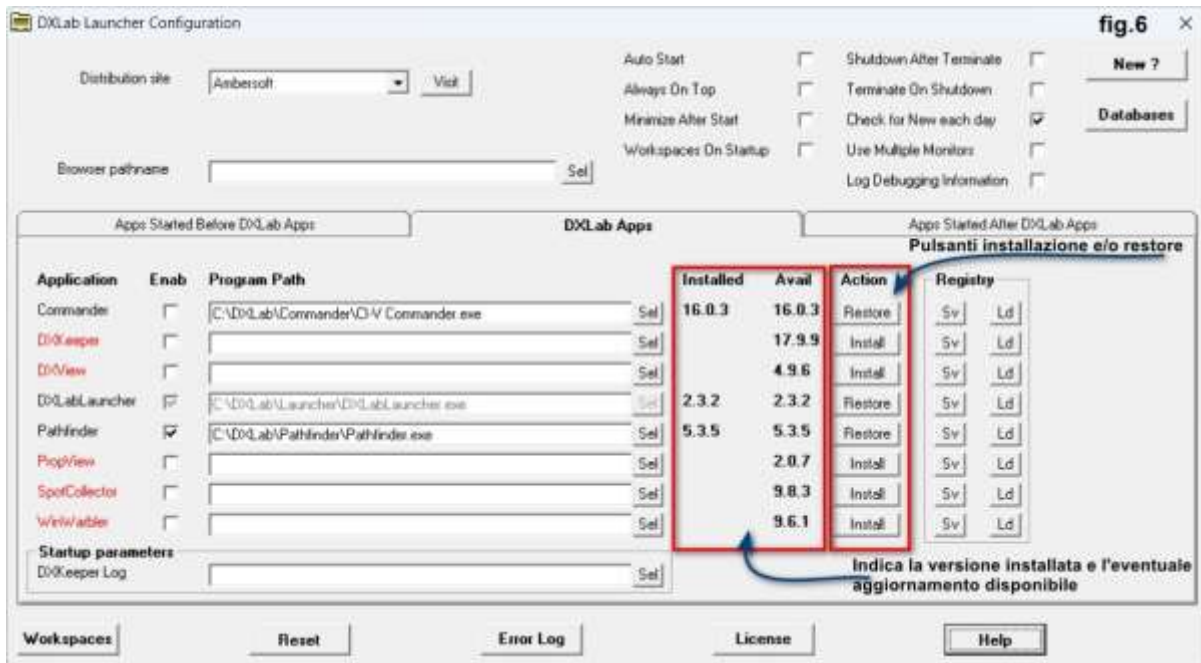 DXLab Launcher Configuration fig.6
Distribution site Ambersoft Visit
Browser pathname Sel
Auto Start
Always On Top
Minimize After Start
Workspaces On Startup
Shutdown After Terminate
Terminate On Shutdown
Check for New each day
Use Multiple Monitors
Log Debugging Information
New ?
Databases
Apps Started Before DXLab Apps DXLab Apps Apps Started After DXLab Apps
Pulsanti installazione e/o restore
Application Enab Program Path Installed Avail Action Registry
Commander C:\DXLab\Commander\CI-V Commander.exe Sel 16.0.3 16.0.3 Restore Sv Ld
DXKeeper Sel 17.9.9 Install Sv Ld
DXView Sel 4.9.6 Install Sv Ld
DXLabLauncher C:\DXLab\Launcher\DXLabLauncher.exe Sel 2.3.2 2.3.2 Restore Sv Ld
Pathfinder C:\DXLab\Pathfinder\Pathfinder.exe Sel 5.3.5 5.3.5 Restore Sv Ld
PropView Sel 2.0.7 Install Sv Ld
SpotCollector Sel 9.8.3 Install Sv Ld
WinWarbler Sel 9.6.1 Install Sv Ld
Startup parameters
DXKeeper Log Sel
Indica la versione installata e l'eventuale
aggiornamento disponibile
Workspaces Reset Error Log License Help